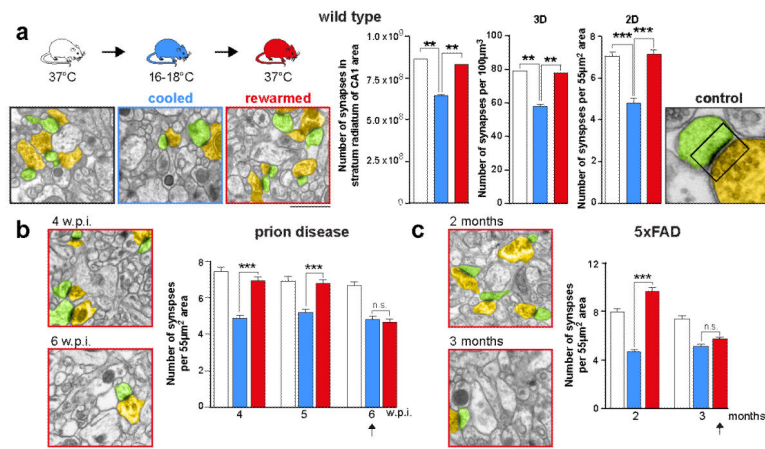 wild type
a
37°C
16-18°C
37°C
cooled
rewarmed
Number of synapses in
stratum radiatum of CA1 area
1.0 x 10⁹
7.5 x 10⁸
5.0 x 10⁸
2.5 x 10⁸
0
**
**
3D
Number of synapses per 100µm³
100
80
60
40
20
0
**
**
2D
Number of synapses per 55µm² area
8
6
4
2
0
***
***
control
b
4 w.p.i.
6 w.p.i.
prion disease
Number of synapses
per 55µm² area
8
6
4
2
0
***
***
n.s.
4
5
6
w.p.i.
c
2 months
3 months
5xFAD
Number of synapses
per 55µm² area
12
8
4
0
***
n.s.
2
3
months